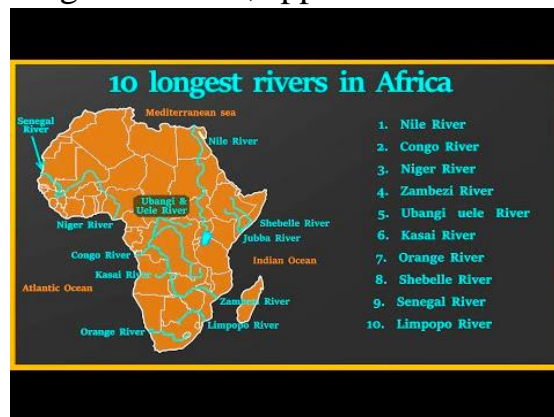 10 longest rivers in Africa
Senegal
River
Mediterranean sea
Nile River
Ubangi &
Uele River
Niger River
Shebelle River
Jubba River
Congo River
Indian Ocean
Kasai River
Atlantic Ocean
Zambezi River
Limpopo River
Orange River
1. Nile River
2. Congo River
3. Niger River
4. Zambezi River
5. Ubangi uele River
6. Kasai River
7. Orange River
8. Shebelle River
9. Senegal River
10. Limpopo River